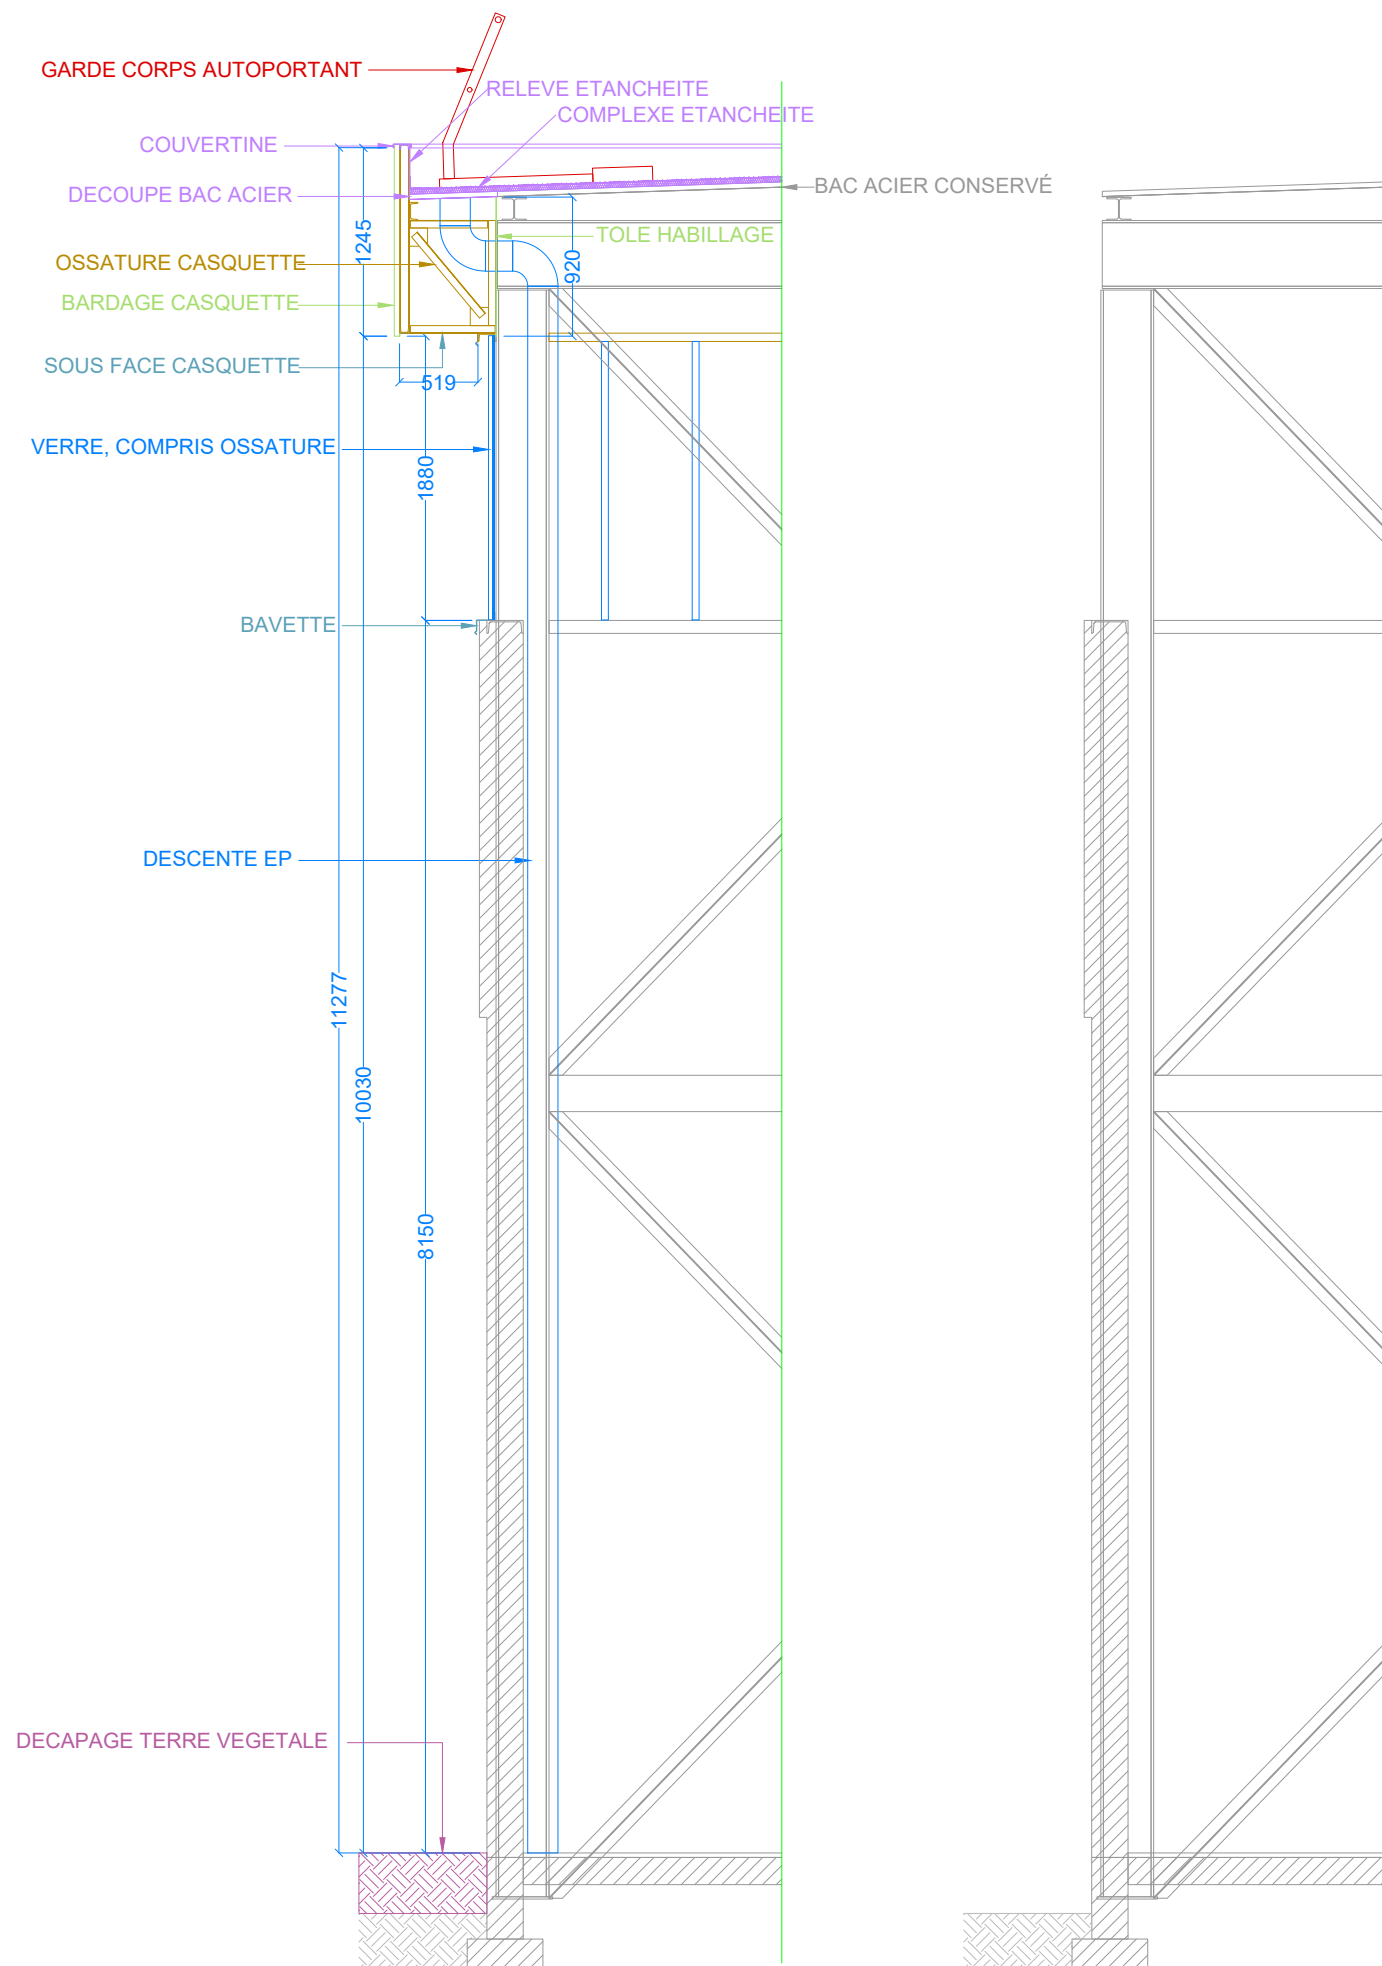 GARDE CORPS AUTOPORTANT
RELEVE ETANCHEITE
COMPLEXE ETANCHEITE
COUVERTINE
BAC ACIER CONSERVÉ
DECOUPE BAC ACIER
TOLE HABILLAGE
1245
920
OSSATURE CASQUETTE
BARDAGE CASQUETTE
SOUS FACE CASQUETTE
519
VERRE, COMPRIS OSSATURE
1880
BAVETTE
DESCENTE EP
11277
10030
8150
DECAPAGE TERRE VEGETALE